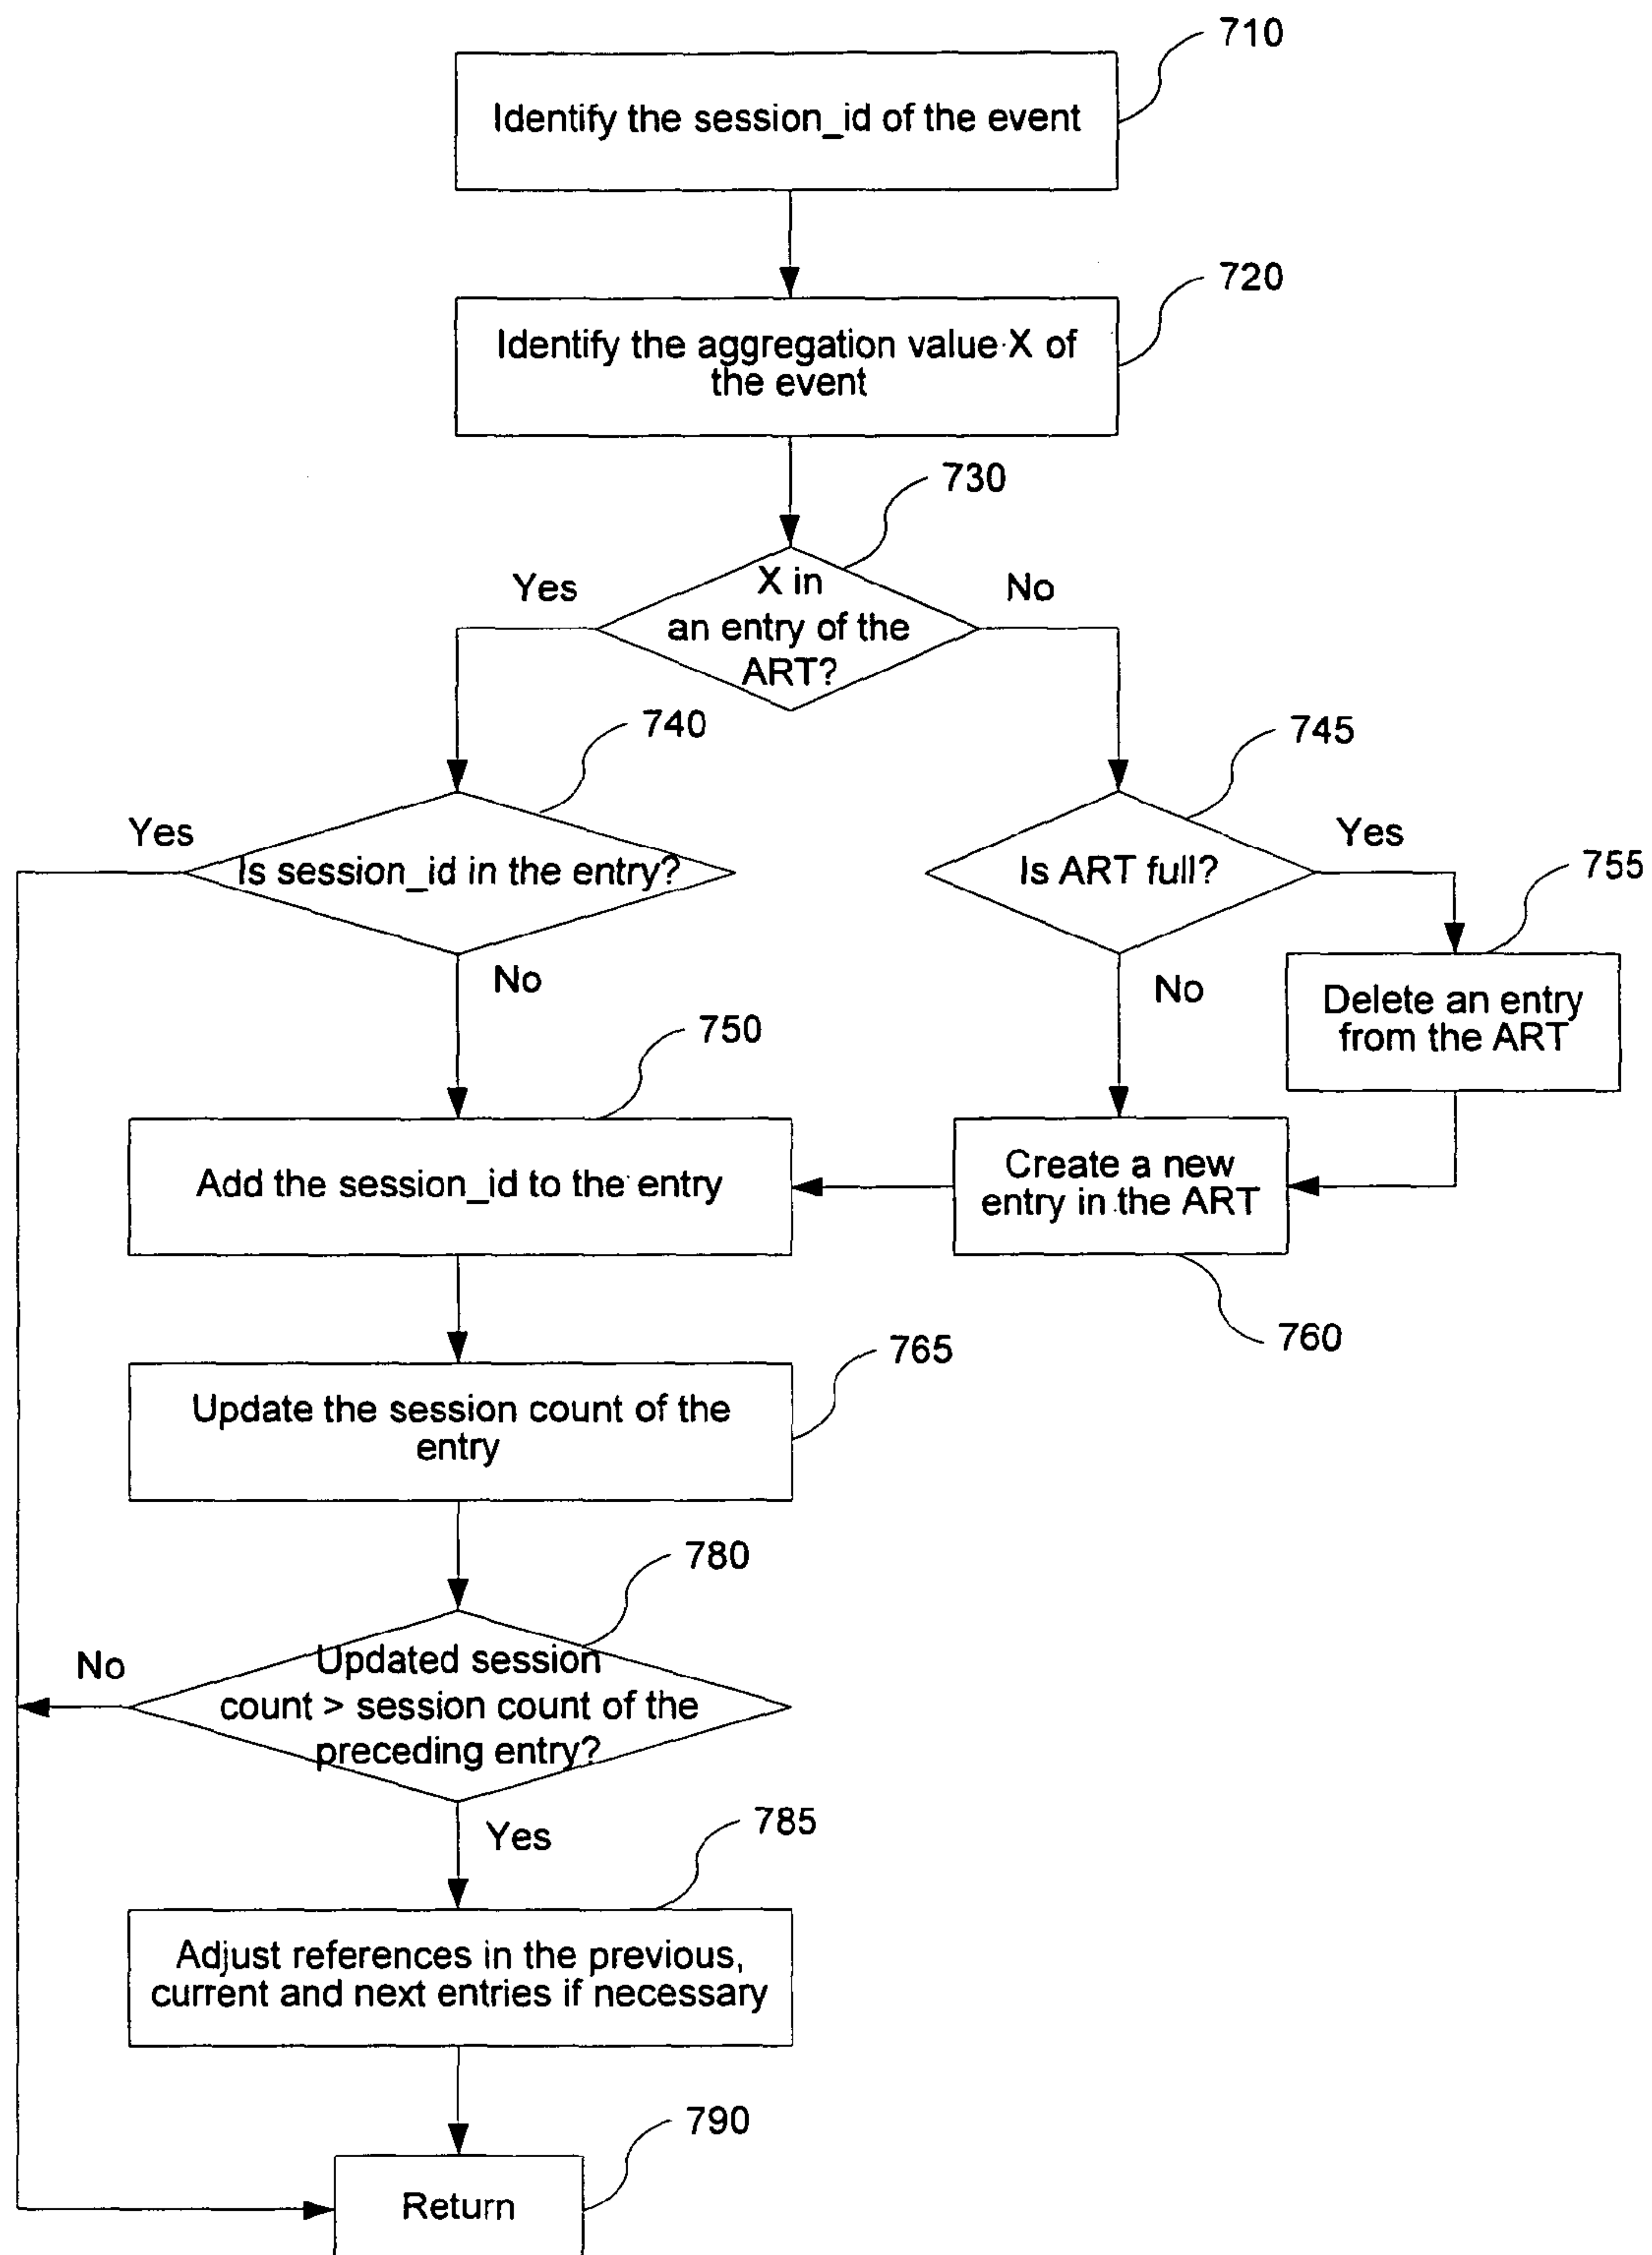 710
Identify the session_id of the event
720
Identify the aggregation value X of
the event
730
X in
an entry of the
ART?
Yes
No
740
745
Is session_id in the entry?
Yes
No
Is ART full?
Yes
No
755
Delete an entry
from the ART
750
Add the session_id to the entry
Create a new
entry in the ART
760
765
Update the session count of the
entry
780
Updated session
count > session count of the
preceding entry?
No
Yes
785
Adjust references in the previous,
current and next entries if necessary
790
Return